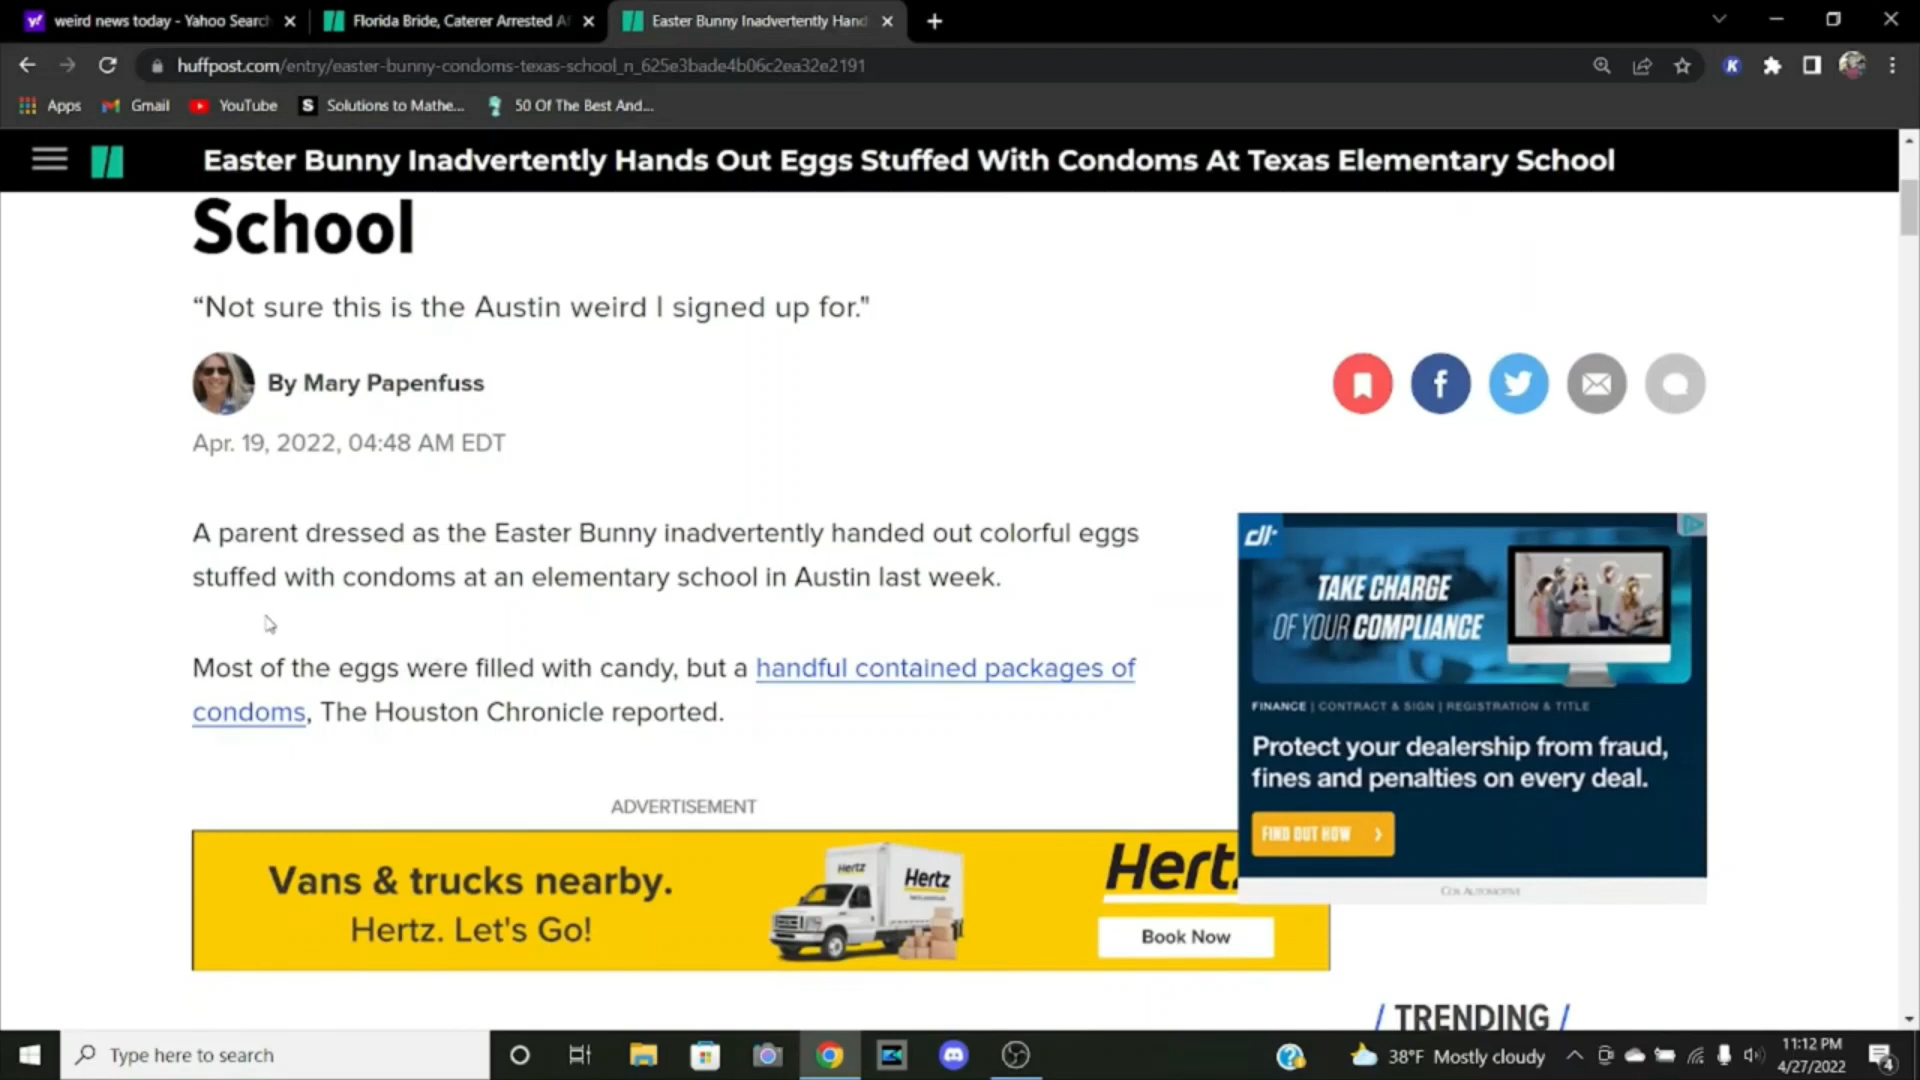 weird news today - Yahoo Search
Florida Bride, Caterer Arrested A
Easter Bunny Inadvertently Hand
huffpost.com/entry/easter-bunny-condoms-texas-school_n_625e3bade4b06c2ea32e2191
K
Apps
Gmail
YouTube
S
Solutions to Mathe...
50 Of The Best And...
Easter Bunny Inadvertently Hands Out Eggs Stuffed With Condoms At Texas Elementary School
School
“Not sure this is the Austin weird I signed up for."
By Mary Papenfuss
Apr. 19, 2022, 04:48 AM EDT
A parent dressed as the Easter Bunny inadvertently handed out colorful eggs
stuffed with condoms at an elementary school in Austin last week.
Most of the eggs were filled with candy, but a handful contained packages of
condoms, The Houston Chronicle reported.
ADVERTISEMENT
Vans & trucks nearby.
Hertz. Let's Go!
Hertz
Hertz
Hert
Book Now
dlr
TAKE CHARGE
OF YOUR COMPLIANCE
FINANCE | CONTRACT & SIGN | REGISTRATION & TITLE
Protect your dealership from fraud,
fines and penalties on every deal.
FIND OUT HOW
COX AUTOMOTIVE
/ TRENDING /
Type here to search
38°F Mostly cloudy
11:12 PM
4/27/2022
4